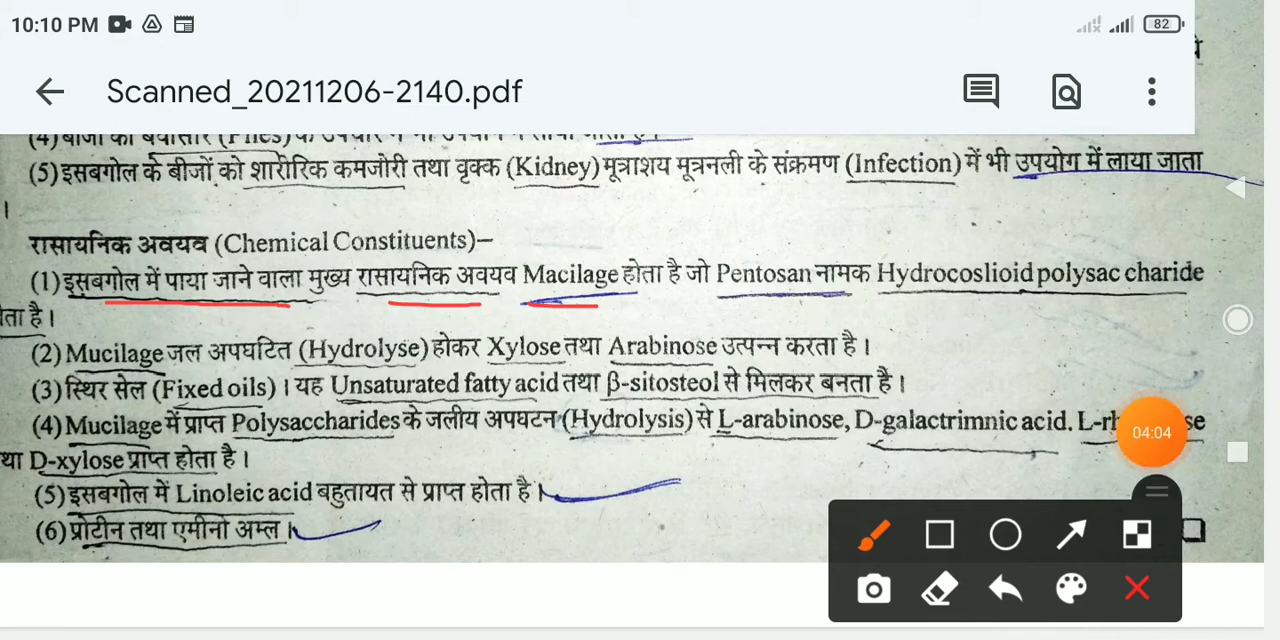 10:10 PM
82
Scanned_20211206-2140.pdf
(5) इसबगोल के बीजों को शारीरिक कमजोरी तथा वृक्क (Kidney) मूत्राशय मूत्रनली के संक्रमण (Infection) में भी उपयोग में लाया जाता
।
रासायनिक अवयव (Chemical Constituents)–
(1) इसबगोल में पाया जाने वाला मुख्य रासायनिक अवयव Macilage होता है जो Pentosan नामक Hydrocoslioid polysac charide
ता है।
(2) Mucilage जल अपघटित (Hydrolyse) होकर Xylose तथा Arabinose उत्पन्न करता है।
(3) स्थिर सेल (Fixed oils) । यह Unsaturated fatty acid तथा β-sitosteol से मिलकर बनता है।
(4) Mucilage में प्राप्त Polysaccharides के जलीय अपघटन (Hydrolysis) से L-arabinose, D-galactrimnic acid. 
04:04
था D-xylose प्राप्त होता है।
(5) इसबगोल में Linoleic acid बहुतायत से प्राप्त होता है।
(6) प्रोटीन तथा एमीनो अम्ल।